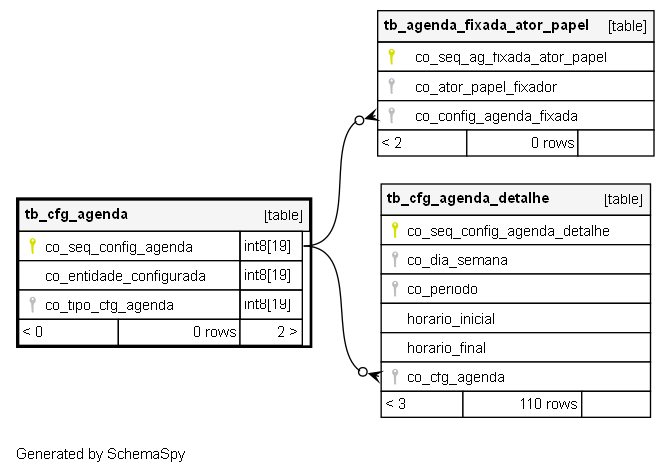 tb_agenda_fixada_ator_papel [table]
co_seq_ag_fixada_ator_papel
co_ator_papel_fixador
co_config_agenda_fixada
< 2 0 rows
tb_cfg_agenda [table]
co_seq_config_agenda int8[19]
co_entidade_configurada int8[19]
co_tipo_cfg_agenda int8[19]
< 0 0 rows 2 >
tb_cfg_agenda_detalhe [table]
co_seq_config_agenda_detalhe
co_dia_semana
co_periodo
horario_inicial
horario_final
co_cfg_agenda
< 3 110 rows
Generated by SchemaSpy